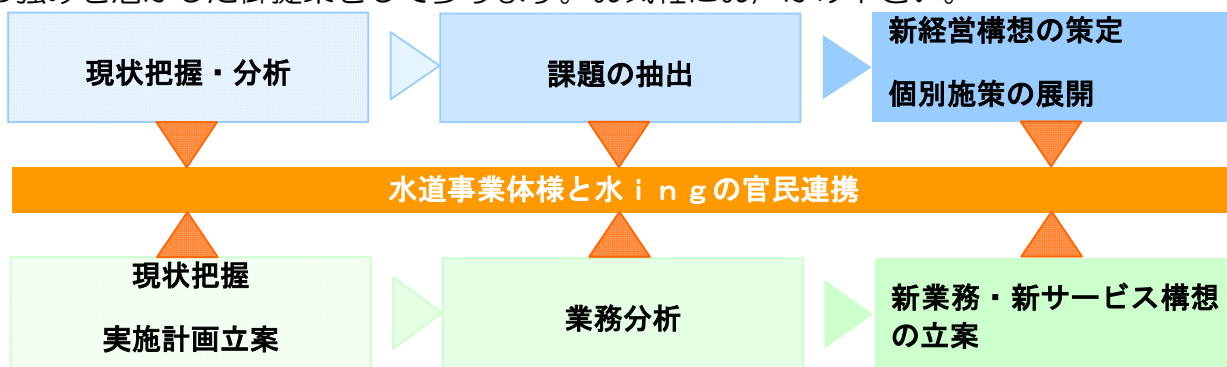 現状把握・分析
課題の抽出
新経営構想の策定
個別施策の展開
水道事業体様と水ｉｎｇの官民連携
現状把握
実施計画立案
業務分析
新業務・新サービス構想
の立案